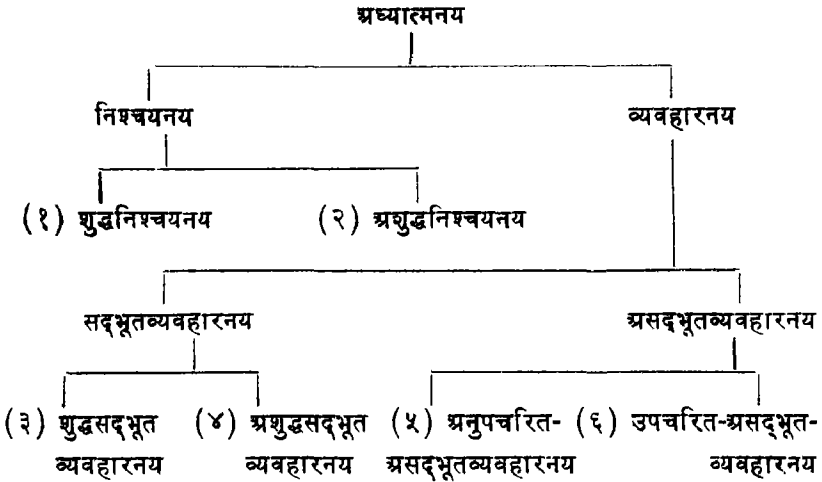 अध्यात्मनय
निश्चयनय व्यवहारनय
(१) शुद्धनिश्चयनय (२) अशुद्धनिश्चयनय
सद्भूतव्यवहारनय असद्भूतव्यवहारनय
(३) शुद्धसद्भूत (४) अशुद्धसद्भूत (५) अनुपचरित- (६) उपचरित-असद्भूत-
व्यवहारनय व्यवहारनय असद्भूतव्यवहारनय व्यवहारनय